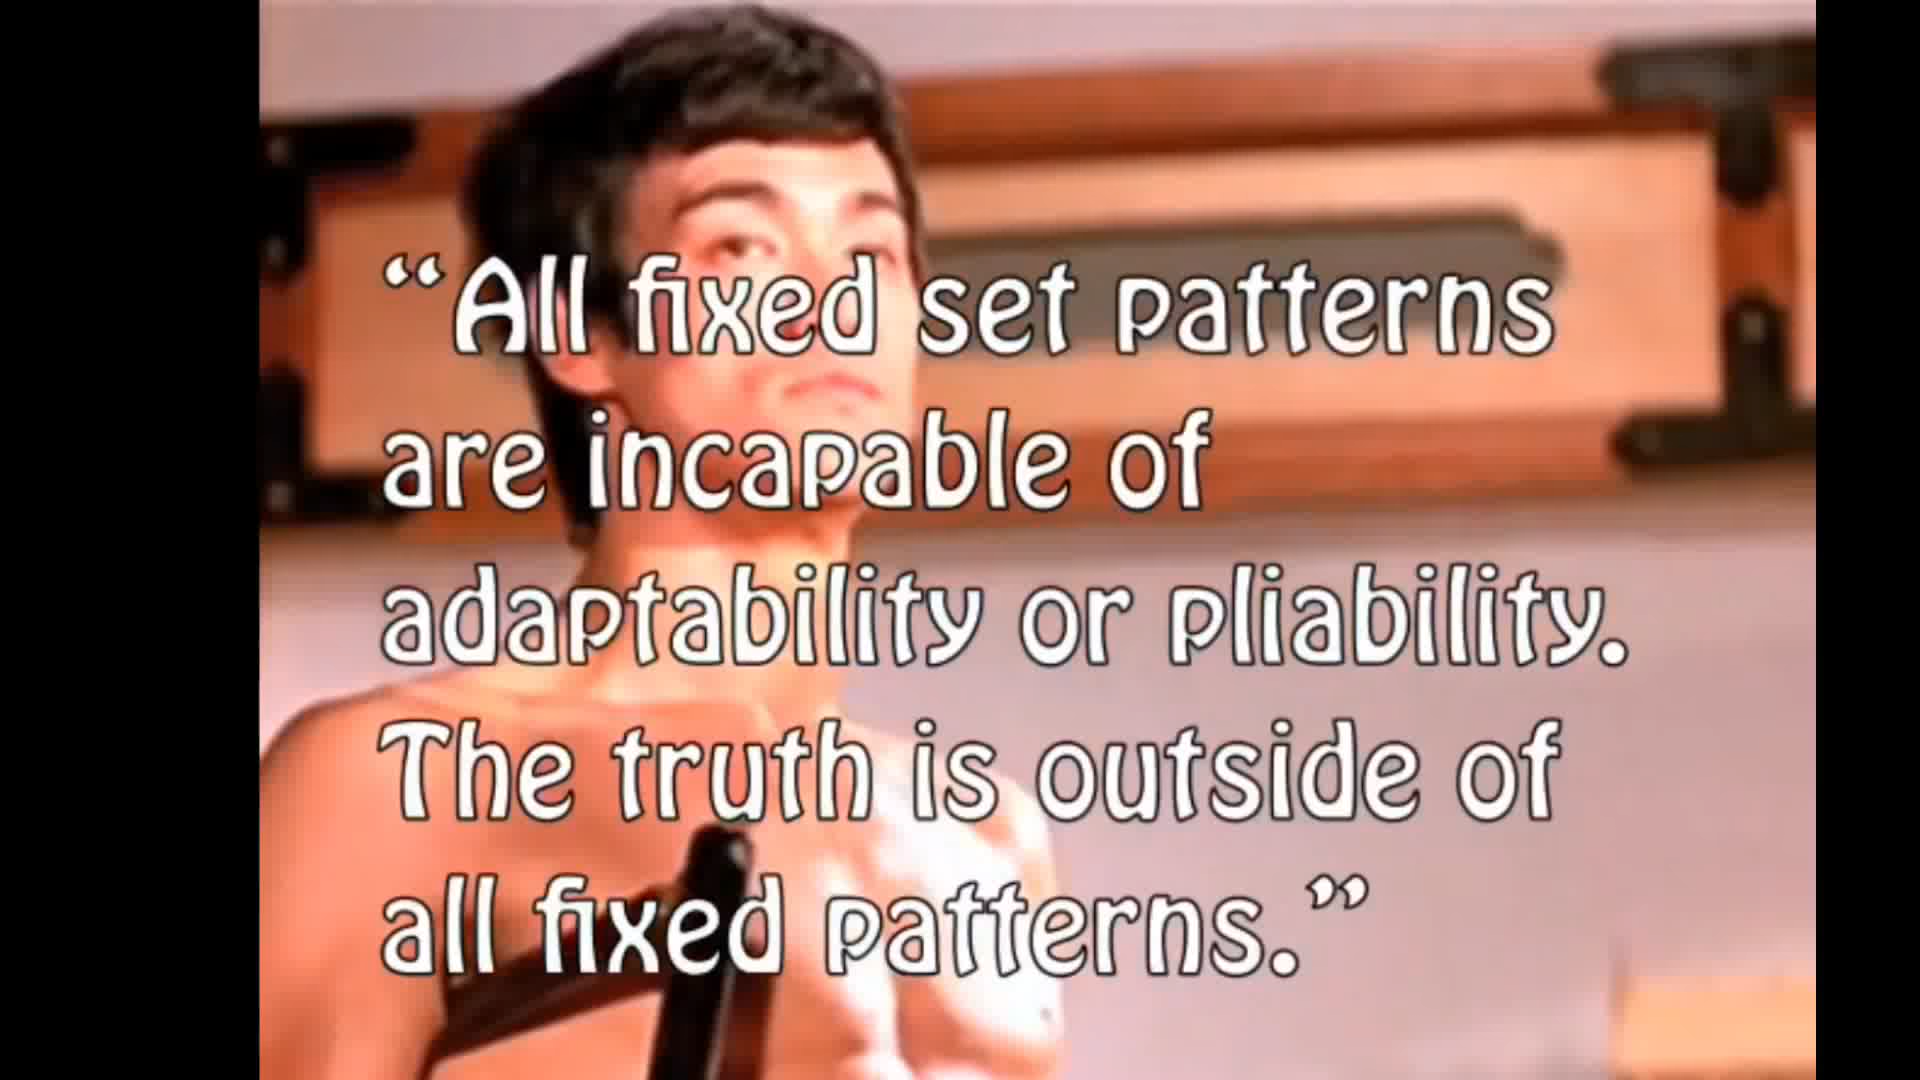 “All fixed set patterns
are incapable of
adaptability or pliability.
The truth is outside of
all fixed patterns.”